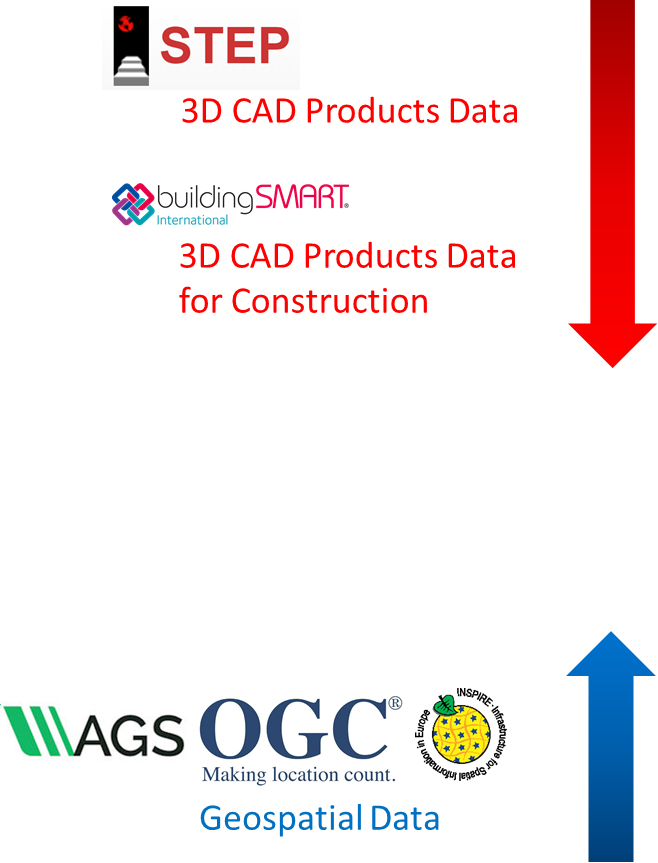 STEP
3D CAD Products Data
buildingSMART®
International
3D CAD Products Data
for Construction
AGS
OGC®
Making location count.
INSPIRE · Infrastructure for Spatial Information in Europe
Geospatial Data